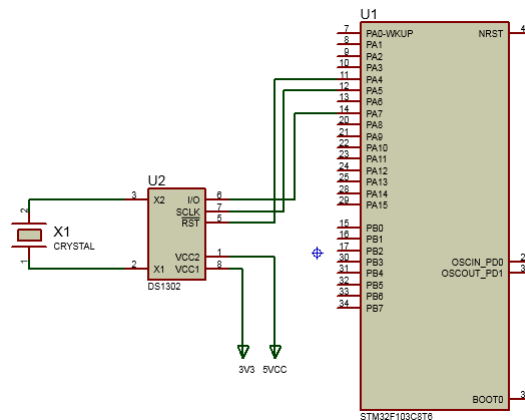 U1
7 PA0-WKUP NRST 4
8 PA1
9 PA2
10 PA3
11 PA4
12 PA5
13 PA6
14 PA7
20 PA8
21 PA9
22 PA10
23 PA11
24 PA12
25 PA13
28 PA14
29 PA15
15 PB0
16 PB1
17 PB2
30 PB3 OSCIN_PD0 2
31 PB4 OSCOUT_PD1 3
32 PB5
33 PB6
34 PB7
BOOT0 3
STM32F103C8T6
U2
3 X2 I/O 6
SCLK 7
RST 5
VCC2 1
2 X1 VCC1 8
DS1302
2
X1
CRYSTAL
1
3V3 5VCC